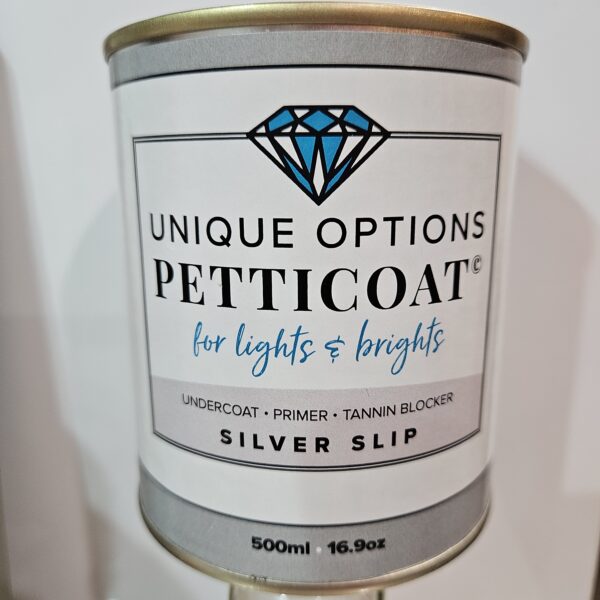 UNIQUE OPTIONS
PETTICOAT©
for lights & brights
UNDERCOAT • PRIMER • TANNIN BLOCKER
SILVER SLIP
500ml • 16.9oz